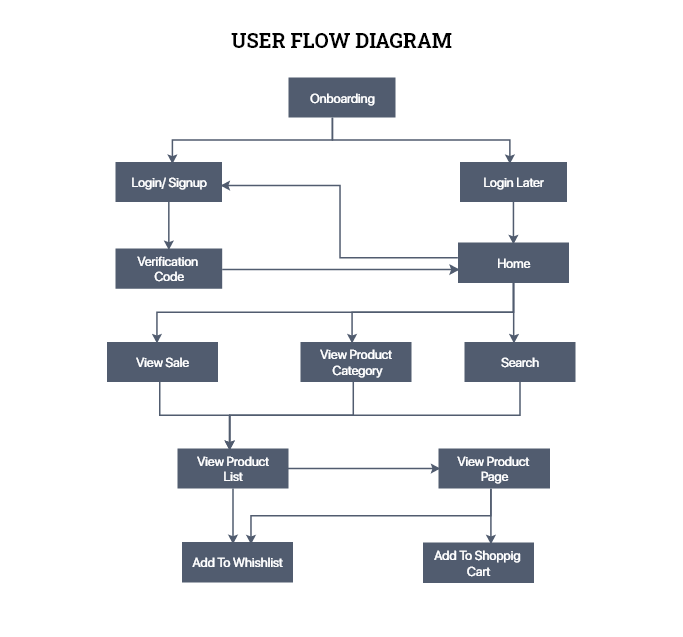 USER FLOW DIAGRAM
Onboarding
Login/ Signup
Login Later
Verification
Code
Home
View Sale
View Product
Category
Search
View Product
List
View Product
Page
Add To Whishlist
Add To Shoppig
Cart